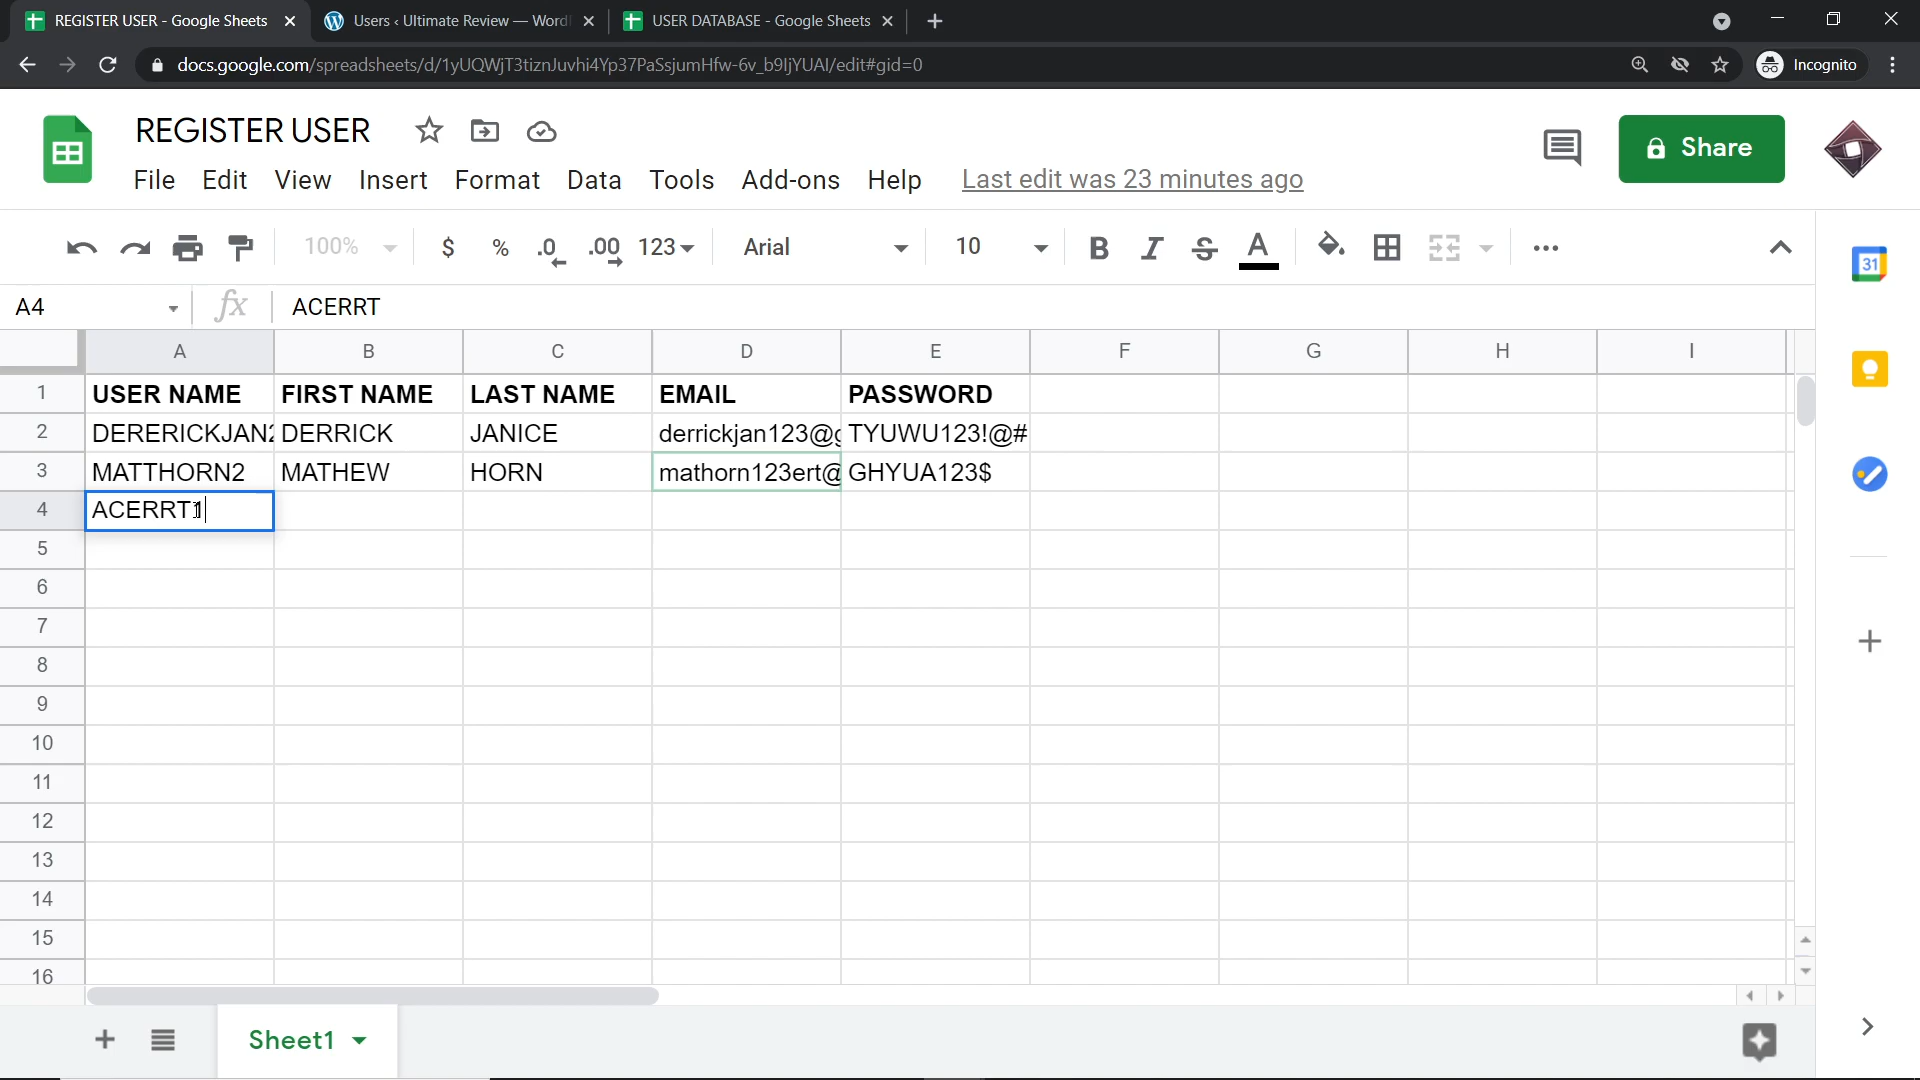 REGISTER USER - Google Sheets
Users ‹ Ultimate Review — Word
USER DATABASE - Google Sheets
docs.google.com/spreadsheets/d/1yUQWjT3tiznJuvhi4Yp37PaSsjumHfw-6v_b9IjYUAI/edit#gid=0
Incognito
REGISTER USER
Share
File Edit View Insert Format Data Tools Add-ons Help Last edit was 23 minutes ago
100% $ % .0 .00 123 Arial 10 B I S A
31
A4 fx ACERRT
A B C D E F G H I
1 USER NAME FIRST NAME LAST NAME EMAIL PASSWORD
2 DERERICKJAN2 DERRICK JANICE derrickjan123@g TYUWU123!@#
3 MATTHORN2 MATHEW HORN mathorn123ert@ GHYUA123$
4 ACERRT1
5
6
7
8
9
10
11
12
13
14
15
16
Sheet1